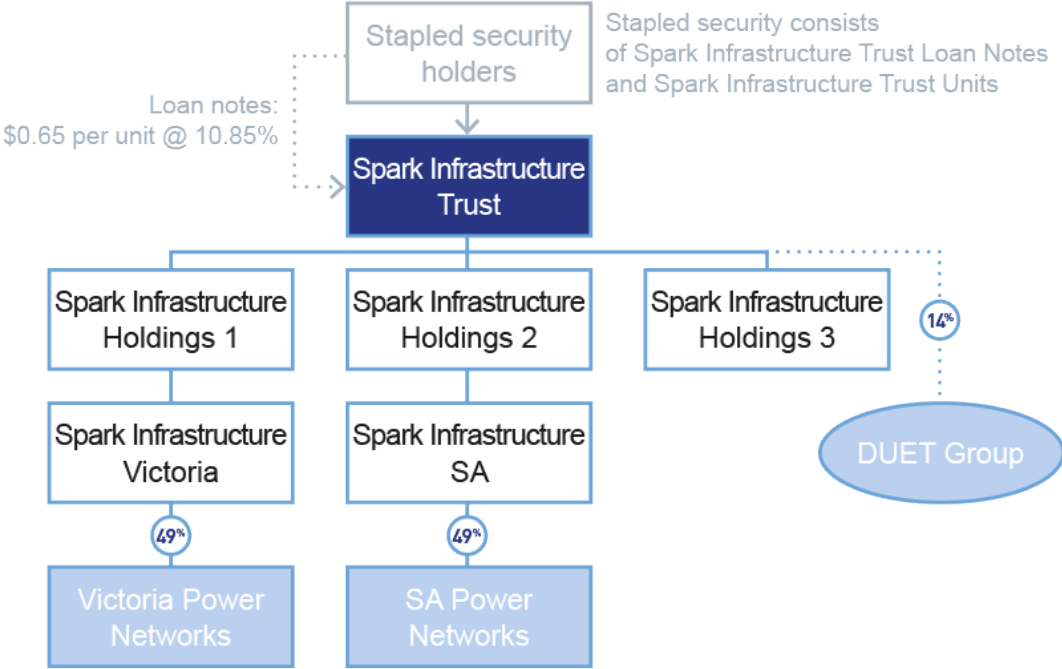 Stapled security
holders
Stapled security consists
of Spark Infrastructure Trust Loan Notes
and Spark Infrastructure Trust Units
Loan notes:
$0.65 per unit @ 10.85%
Spark Infrastructure
Trust
Spark Infrastructure
Holdings 1
Spark Infrastructure
Holdings 2
Spark Infrastructure
Holdings 3
14%
Spark Infrastructure
Victoria
Spark Infrastructure
SA
DUET Group
49%
49%
Victoria Power
Networks
SA Power
Networks